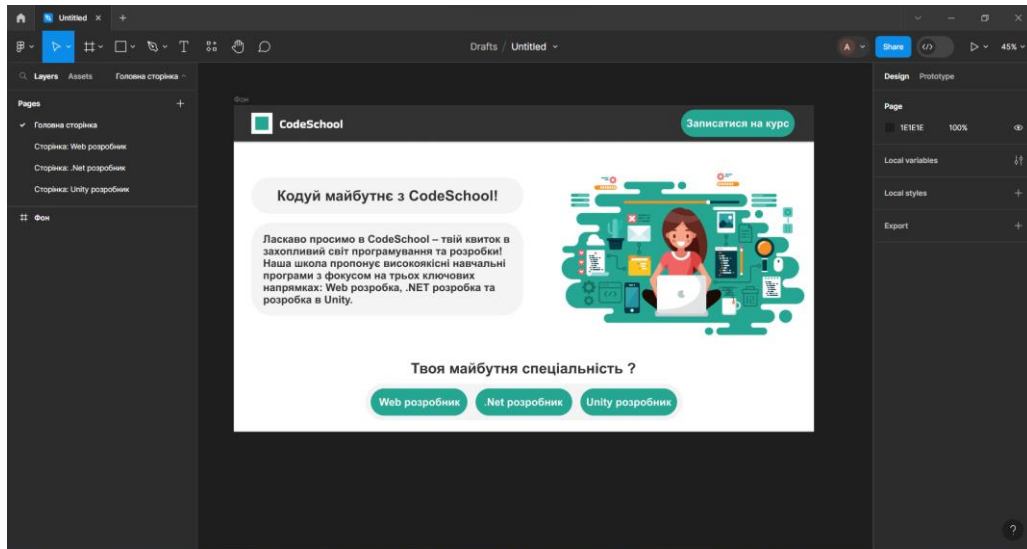 Untitled
Drafts / Untitled
A
Share
45%
Layers Assets Головна сторінка
Design Prototype
Pages
Головна сторінка
Сторінка: Web розробник
Сторінка: .Net розробник
Сторінка: Unity розробник
Фон
Page
1E1E1E 100%
Local variables
Local styles
Export
Фон
CodeSchool
Записатися на курс
Кодуй майбутнє з CodeSchool!
Ласкаво просимо в CodeSchool – твій квиток в
захопливий світ програмування та розробки!
Наша школа пропонує високоякісні навчальні
програми з фокусом на трьох ключових
напрямках: Web розробка, .NET розробка та
розробка в Unity.
Твоя майбутня спеціальність ?
Web розробник
.Net розробник
Unity розробник
?